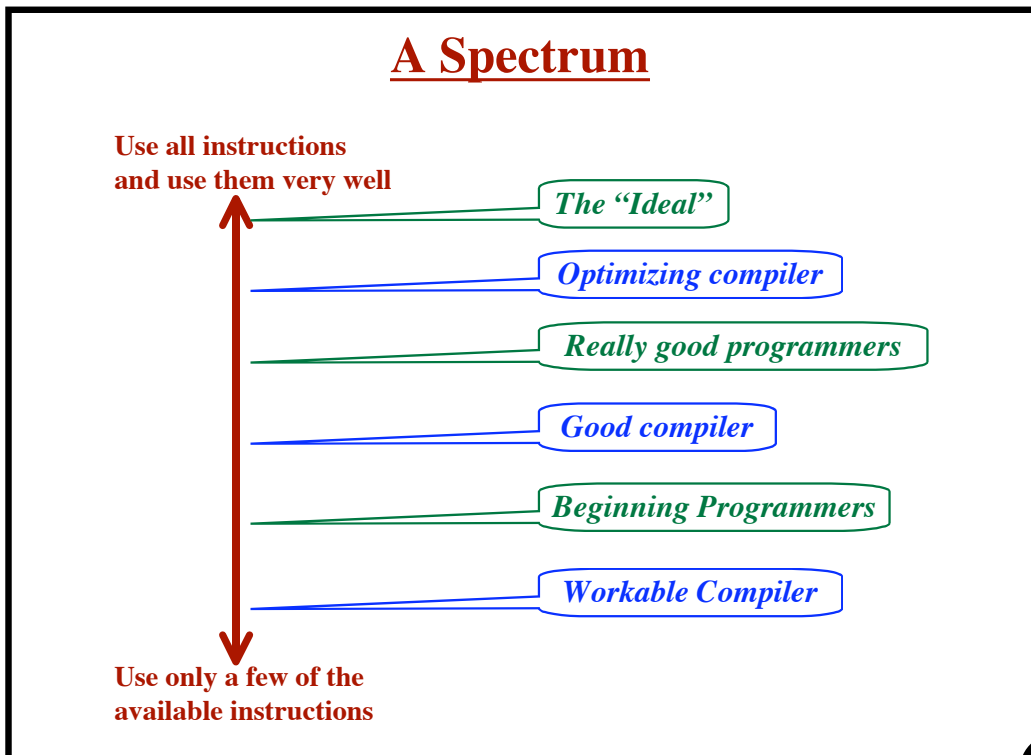 A Spectrum
Use all instructions
and use them very well
The “Ideal”
Optimizing compiler
Really good programmers
Good compiler
Beginning Programmers
Workable Compiler
Use only a few of the
available instructions